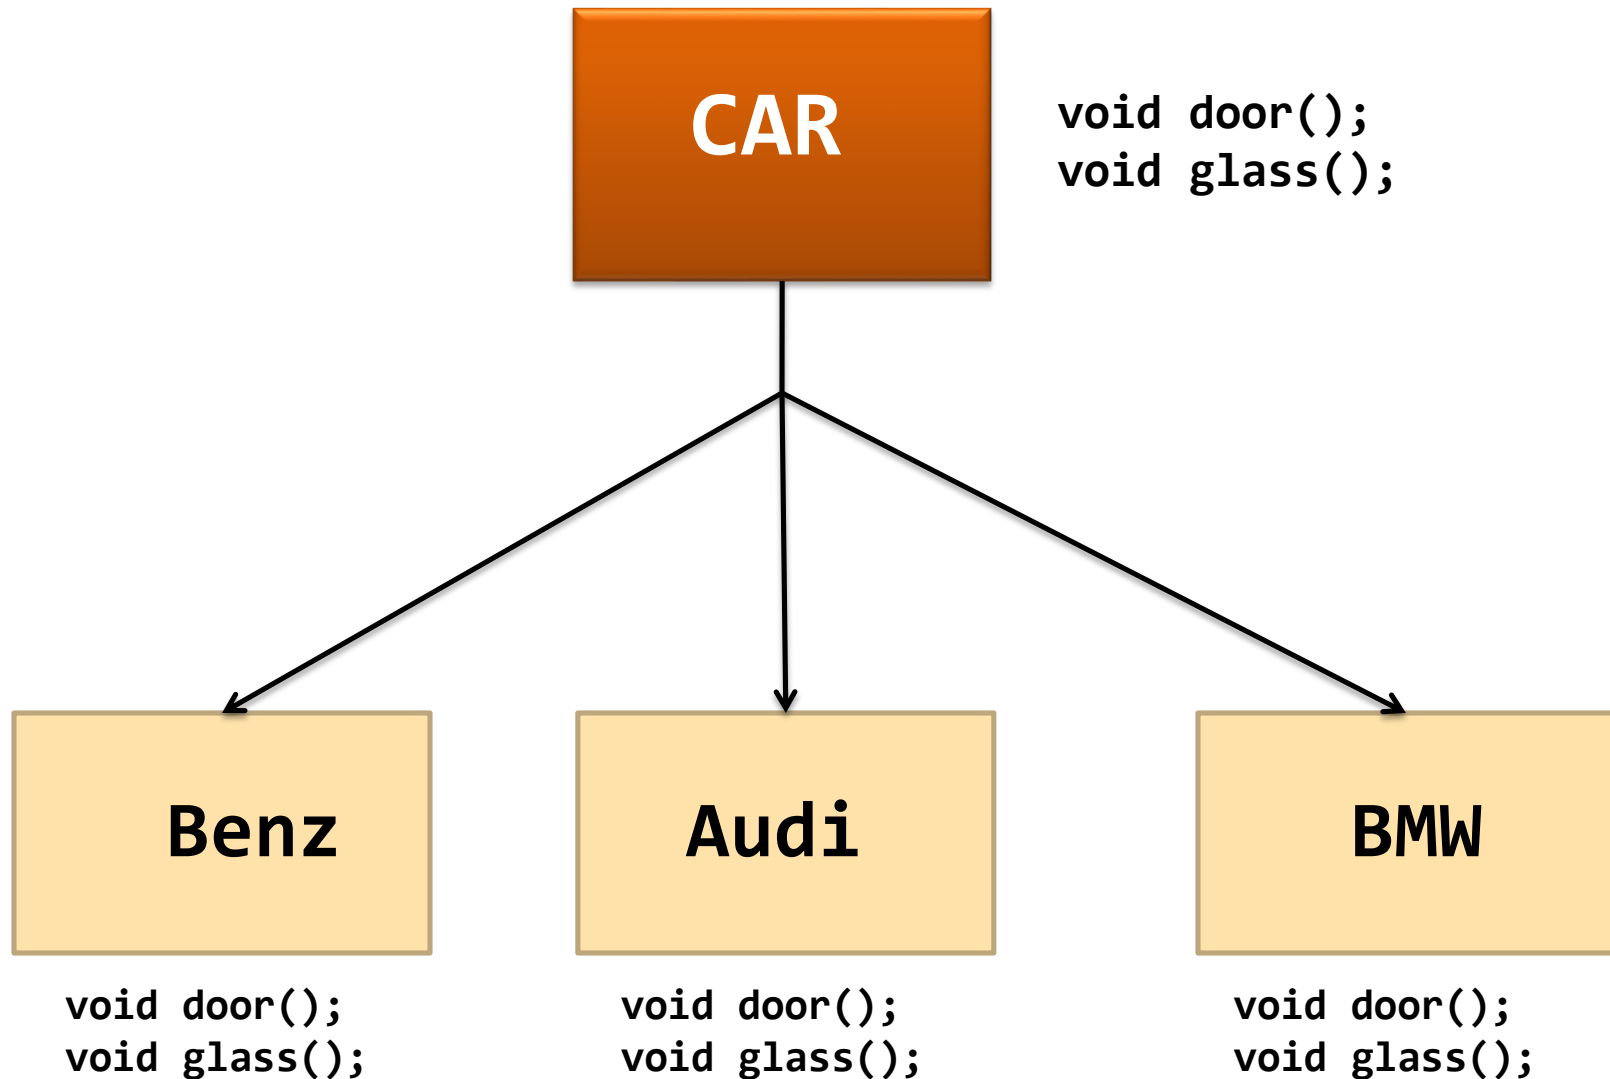 CAR
void door();
void glass();
Benz
Audi
BMW
void door();
void glass();
void door();
void glass();
void door();
void glass();